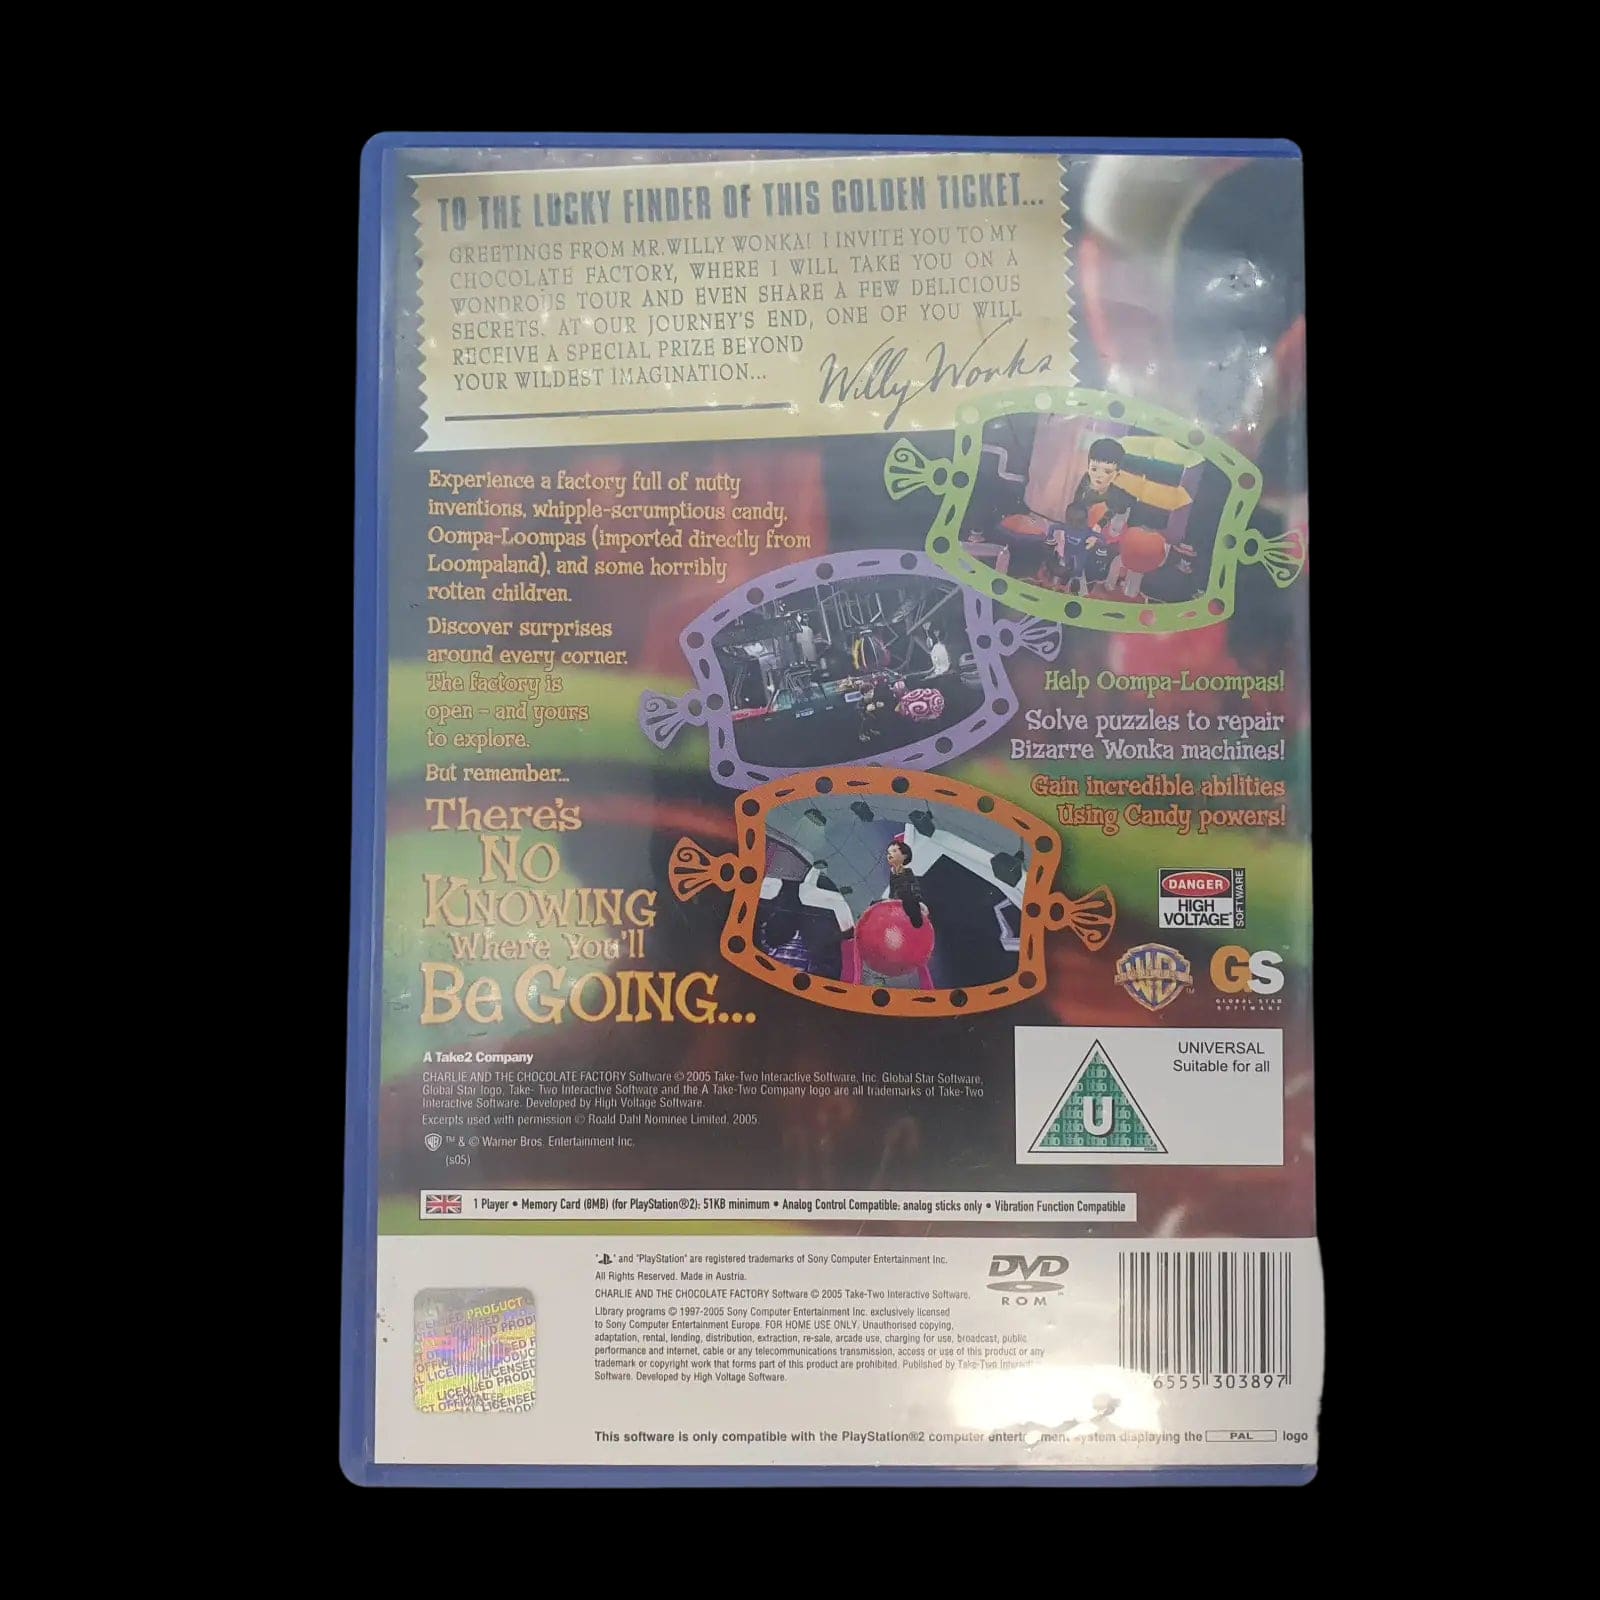 TO THE LUCKY FINDER OF THIS GOLDEN TICKET...
GREETINGS FROM MR.WILLY WONKA! I INVITE YOU TO MY
CHOCOLATE FACTORY, WHERE I WILL TAKE YOU ON A
WONDROUS TOUR AND EVEN SHARE A FEW DELICIOUS
SECRETS. AT OUR JOURNEY'S END, ONE OF YOU WILL
RECEIVE A SPECIAL PRIZE BEYOND
YOUR WILDEST IMAGINATION...
Willy Wonka
Experience a factory full of nutty
inventions, whipple-scrumptious candy,
Oompa-Loompas (imported directly from
Loompaland), and some horribly
rotten children.
Discover surprises
around every corner.
The factory is
open - and yours
to explore.
But remember...
There's
No
Knowing
Where You'll
Be Going...
Help Oompa-Loompas!
Solve puzzles to repair
Bizarre Wonka machines!
Gain incredible abilities
Using Candy powers!
DANGER
HIGH
VOLTAGE
SOFTWARE
WB
GS
GLOBAL STAR
SOFTWARE
UNIVERSAL
Suitable for all
U
A Take2 Company
CHARLIE AND THE CHOCOLATE FACTORY Software © 2005 Take-Two Interactive Software, Inc. Global Star Software,
Global Star logo, Take- Two Interactive Software and the A Take-Two Company logo are all trademarks of Take-Two
Interactive Software. Developed by High Voltage Software.
Excerpts used with permission © Roald Dahl Nominee Limited, 2005.
WB ™ & © Warner Bros. Entertainment Inc.
(s05)
1 Player • Memory Card (8MB) (for PlayStation®2): 51KB minimum • Analog Control Compatible: analog sticks only • Vibration Function Compatible
" " and "PlayStation" are registered trademarks of Sony Computer Entertainment Inc.
All Rights Reserved. Made in Austria.
CHARLIE AND THE CHOCOLATE FACTORY Software © 2005 Take-Two Interactive Software.
Library programs © 1997-2005 Sony Computer Entertainment Inc. exclusively licensed
to Sony Computer Entertainment Europe. FOR HOME USE ONLY. Unauthorised copying,
adaptation, rental, lending, distribution, extraction, re-sale, arcade use, charging for use, broadcast, public
performance and internet, cable or any telecommunications transmission, access or use of this product or any
trademark or copyright work that forms part of this product are prohibited. Published by Take-Two
Software. Developed by High Voltage Software.
DVD
ROM
6555 303897
OFFICIAL LICENSED PRODUCT
This software is only compatible with the PlayStation®2 computer system displaying the PAL logo